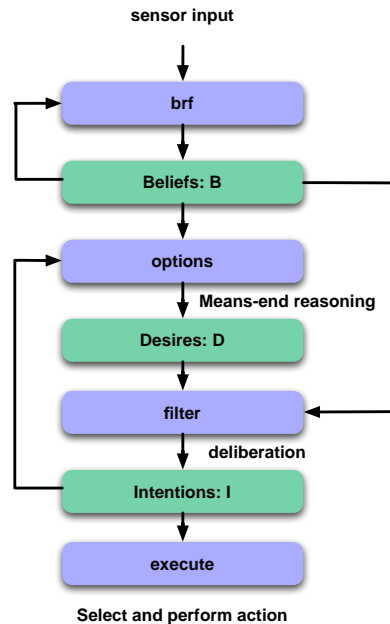 sensor input
brf
Beliefs: B
options
Means-end reasoning
Desires: D
filter
deliberation
Intentions: I
execute
Select and perform action